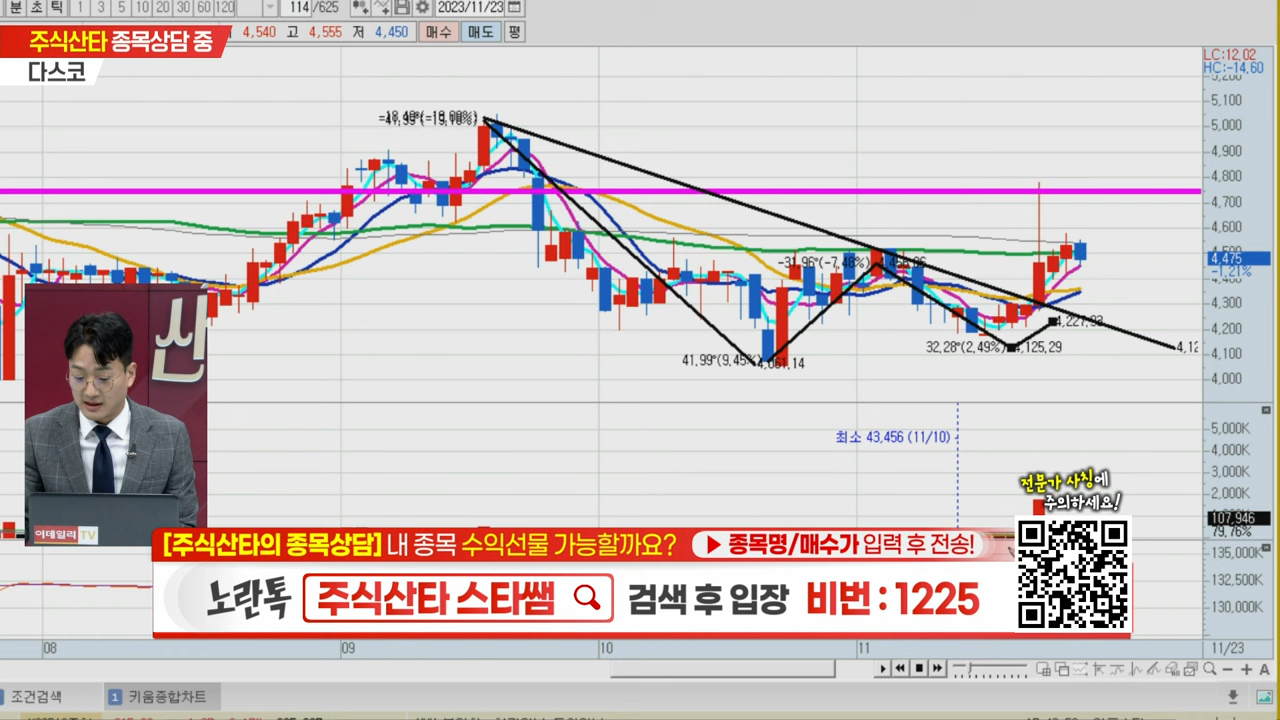 분 초 틱 1 3 5 10 20 30 60 120 114 /625 2023/11/23
4,540 고 4,555 저 4,450 매수 매도 평
주식산타 종목상담 중
다스코
LC:12,02
HC:-14,60
5,200
5,100
5,000
4,900
4,800
4,700
4,600
4,500
4,475
-1,21%
4,300
4,200
4,100
4,000
-31,96°(-7,48%) 4,458,86
41,99°(9,45%) 4,061,14
32,28°(2,49%) 4,125,29
4,227,93
4,12
최소 43,456 (11/10)
5,000K
4,000K
3,000K
2,000K
107,946
79,76%
135,000K
132,500K
130,000K
산
이데일리 TV
전문가 사칭에
주의하세요!
[주식산타의 종목상담] 내 종목 수익선물 가능할까요? ▶ 종목명/매수가 입력 후 전송!
노란톡 주식산타 스타쌤 검색 후 입장 비번 : 1225
08 09 10 11 11/23
조건검색 1 키움종합차트